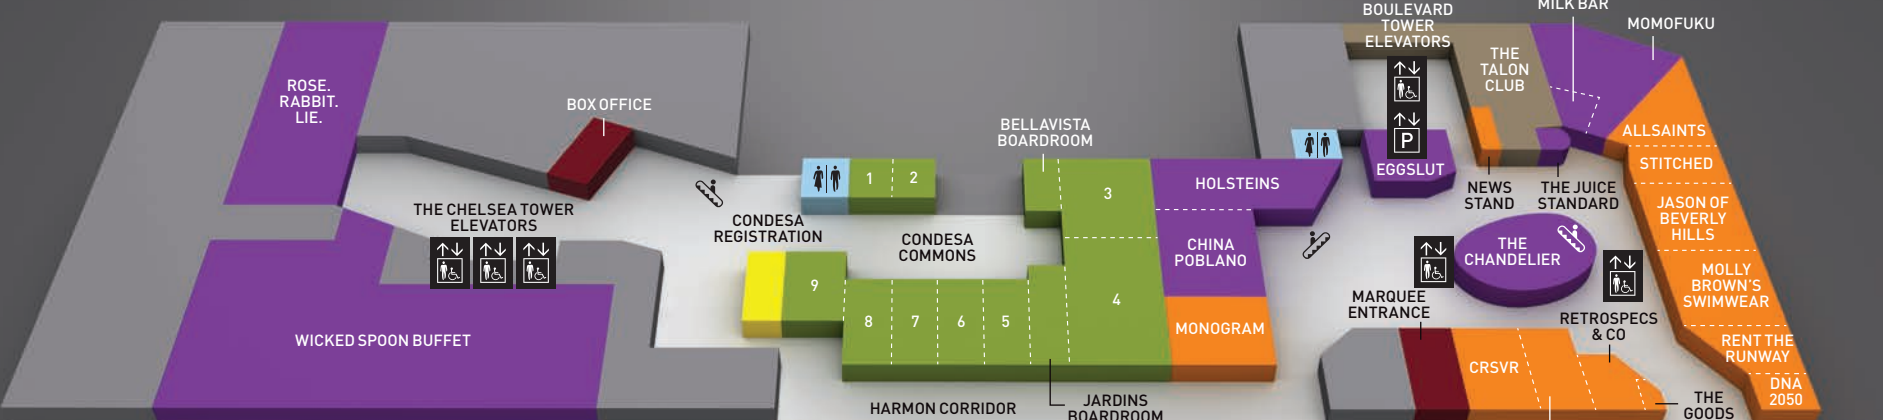 ROSE.
RABBIT.
LIE.
BOX OFFICE
THE CHELSEA TOWER
ELEVATORS
WICKED SPOON BUFFET
CONDESA
REGISTRATION
1
2
CONDESA
COMMONS
9
8
7
6
5
BELLAVISTA
BOARDROOM
3
4
HARMON CORRIDOR
JARDINS
BOARDROOM
HOLSTEINS
CHINA
POBLANO
MONOGRAM
BOULEVARD
TOWER
ELEVATORS
P
EGGSLUT
THE
TALON
CLUB
NEWS
STAND
THE JUICE
STANDARD
MILK BAR
MOMOFUKU
ALLSAINTS
STITCHED
JASON OF
BEVERLY
HILLS
MOLLY
BROWN'S
SWIMWEAR
RENT THE
RUNWAY
DNA
2050
THE
CHANDELIER
MARQUEE
ENTRANCE
CRSVR
RETROSPECS
& CO
THE
GOODS